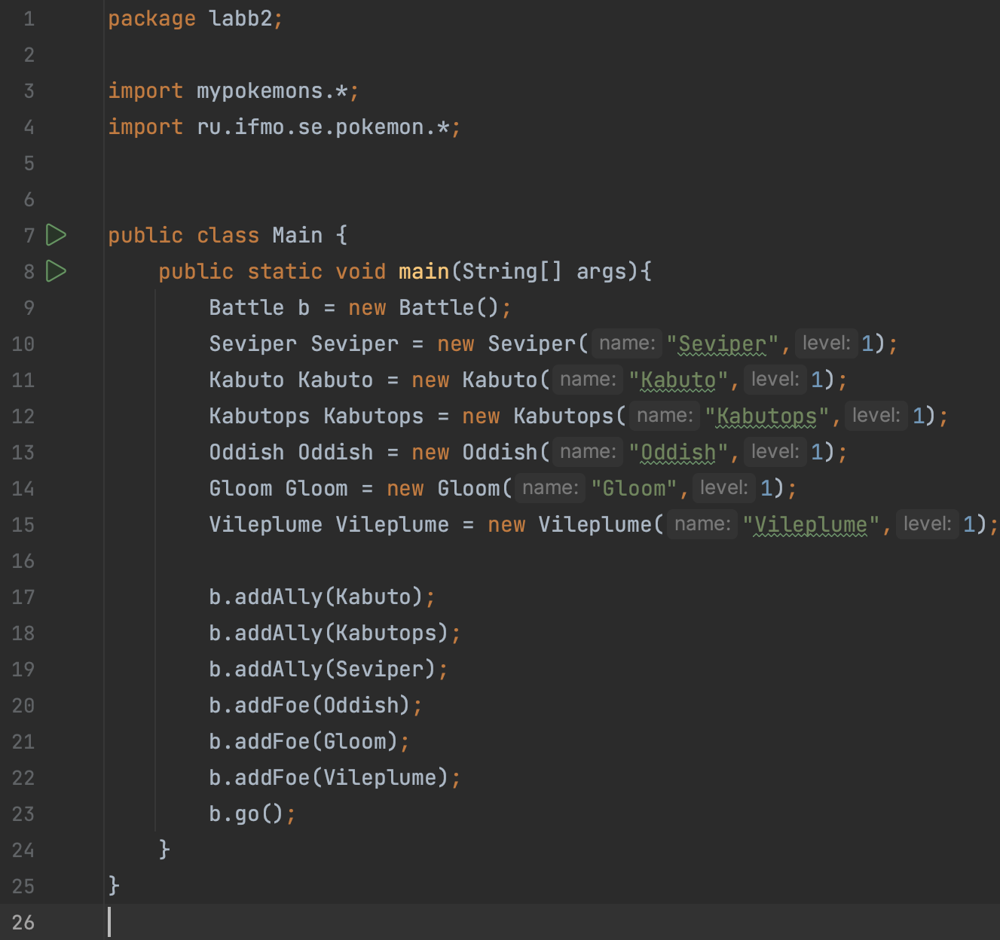 1 package labb2;
2
3 import mypokemons.*;
4 import ru.ifmo.se.pokemon.*;
5
6
7 public class Main {
8 public static void main(String[] args){
9 Battle b = new Battle();
10 Seviper Seviper = new Seviper( name: "Seviper", level: 1);
11 Kabuto Kabuto = new Kabuto( name: "Kabuto", level: 1);
12 Kabutops Kabutops = new Kabutops( name: "Kabutops", level: 1);
13 Oddish Oddish = new Oddish( name: "Oddish", level: 1);
14 Gloom Gloom = new Gloom( name: "Gloom", level: 1);
15 Vileplume Vileplume = new Vileplume( name: "Vileplume", level: 1);
16
17 b.addAlly(Kabuto);
18 b.addAlly(Kabutops);
19 b.addAlly(Seviper);
20 b.addFoe(Oddish);
21 b.addFoe(Gloom);
22 b.addFoe(Vileplume);
23 b.go();
24 }
25 }
26